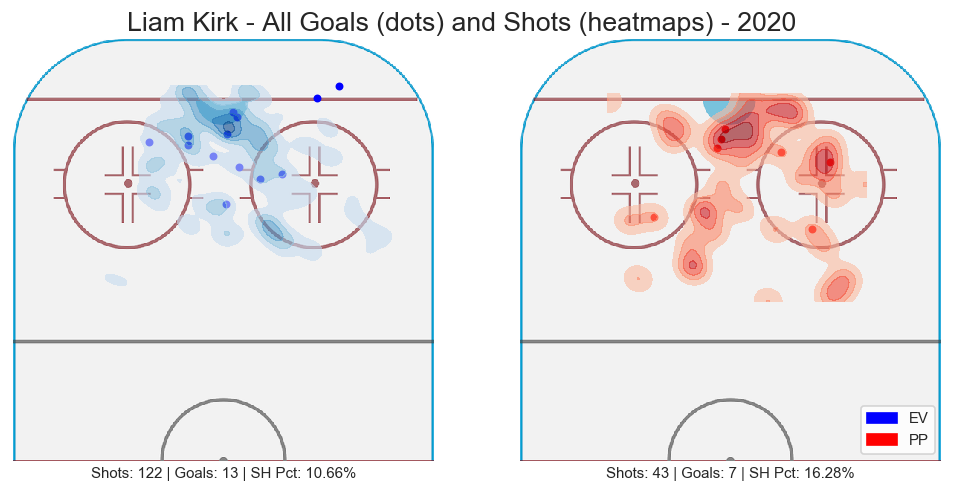 Liam Kirk - All Goals (dots) and Shots (heatmaps) - 2020
EV
PP
Shots: 122 | Goals: 13 | SH Pct: 10.66%
Shots: 43 | Goals: 7 | SH Pct: 16.28%